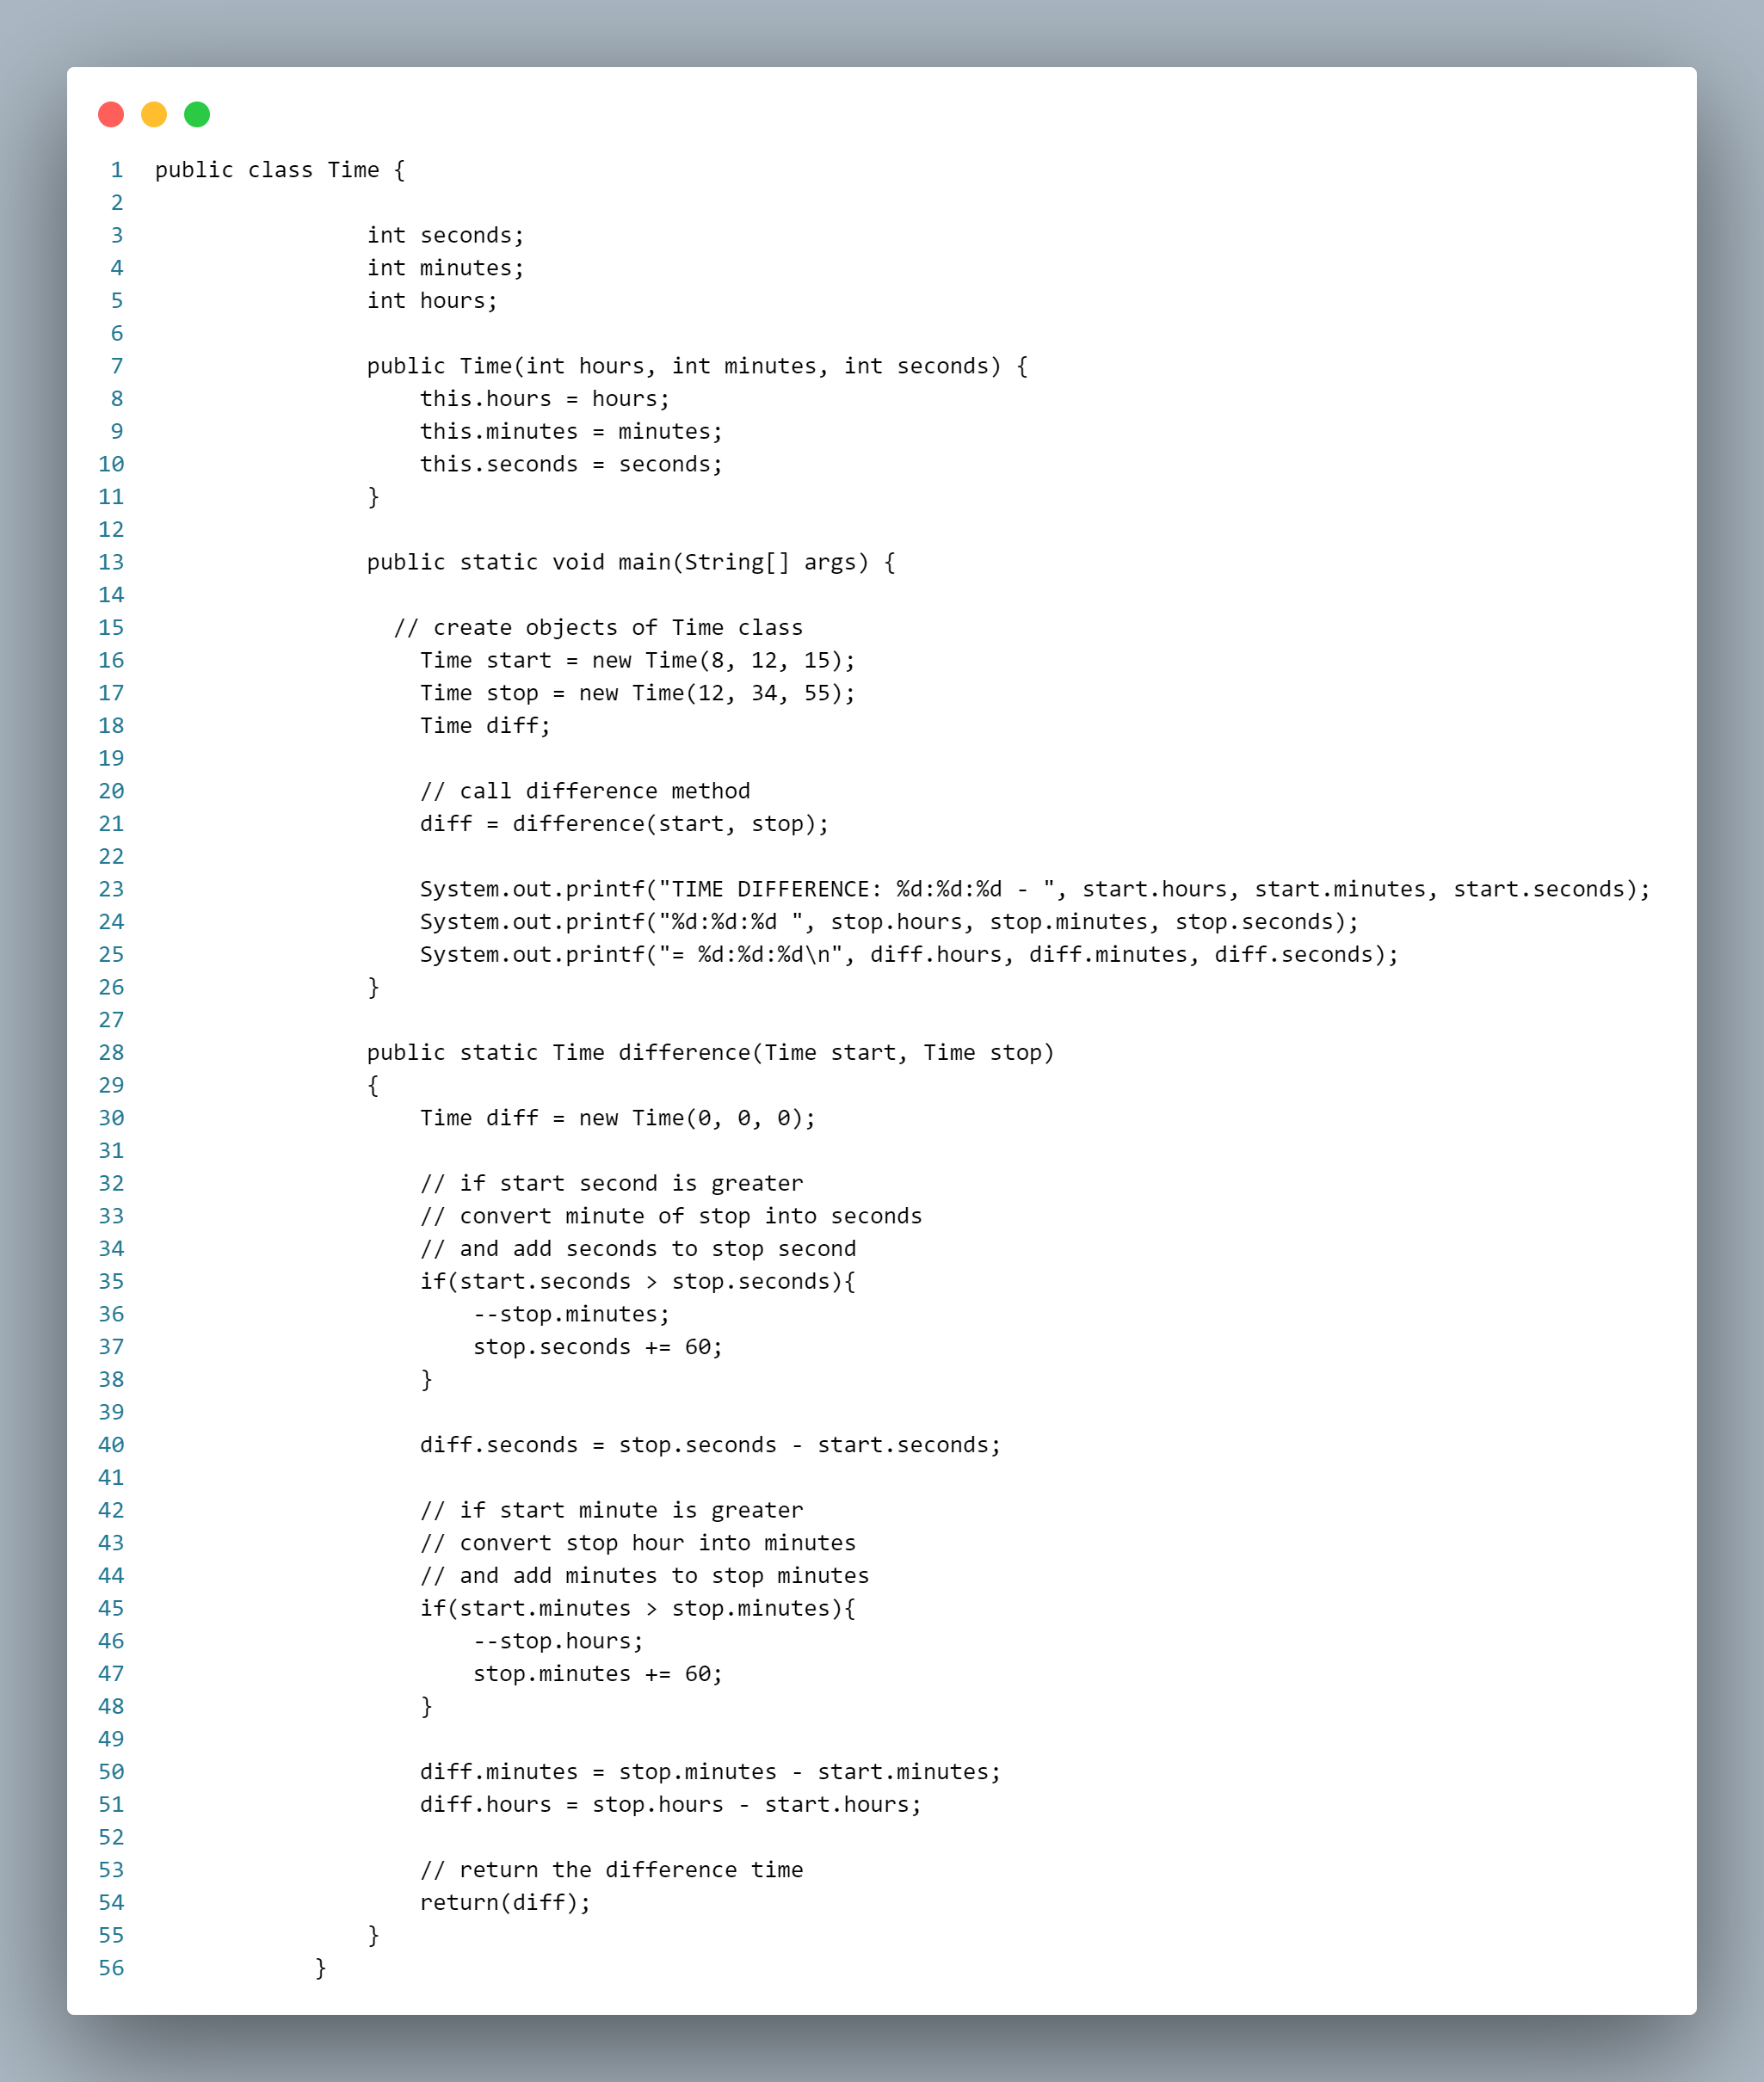 1 public class Time {
2
3 int seconds;
4 int minutes;
5 int hours;
6
7 public Time(int hours, int minutes, int seconds) {
8 this.hours = hours;
9 this.minutes = minutes;
10 this.seconds = seconds;
11 }
12
13 public static void main(String[] args) {
14
15 // create objects of Time class
16 Time start = new Time(8, 12, 15);
17 Time stop = new Time(12, 34, 55);
18 Time diff;
19
20 // call difference method
21 diff = difference(start, stop);
22
23 System.out.printf("TIME DIFFERENCE: %d:%d:%d - ", start.hours, start.minutes, start.seconds);
24 System.out.printf("%d:%d:%d ", stop.hours, stop.minutes, stop.seconds);
25 System.out.printf("= %d:%d:%d\n", diff.hours, diff.minutes, diff.seconds);
26 }
27
28 public static Time difference(Time start, Time stop)
29 {
30 Time diff = new Time(0, 0, 0);
31
32 // if start second is greater
33 // convert minute of stop into seconds
34 // and add seconds to stop second
35 if(start.seconds > stop.seconds){
36 --stop.minutes;
37 stop.seconds += 60;
38 }
39
40 diff.seconds = stop.seconds - start.seconds;
41
42 // if start minute is greater
43 // convert stop hour into minutes
44 // and add minutes to stop minutes
45 if(start.minutes > stop.minutes){
46 --stop.hours;
47 stop.minutes += 60;
48 }
49
50 diff.minutes = stop.minutes - start.minutes;
51 diff.hours = stop.hours - start.hours;
52
53 // return the difference time
54 return(diff);
55 }
56 }